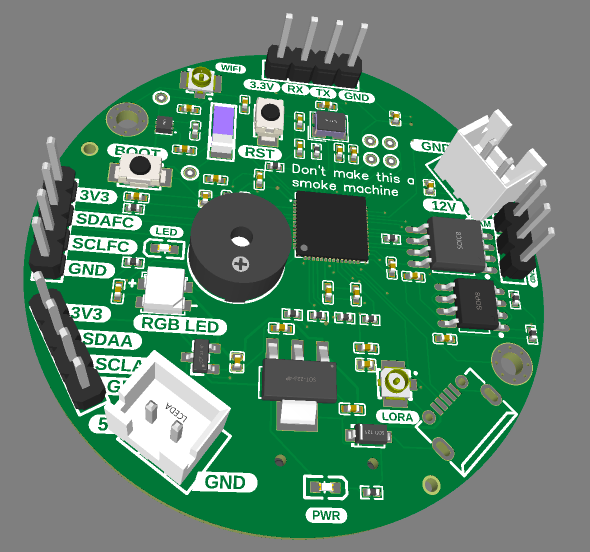 WIFI
3.3V RX TX GND
GND
BOOT
RST
Don't make this a
smoke machine
12V
3V3
SDAFC
SCLFC
GND
LED
3V3
SDAA
SCLA
RGB LED
LORA
LCEDA
GND
PWR